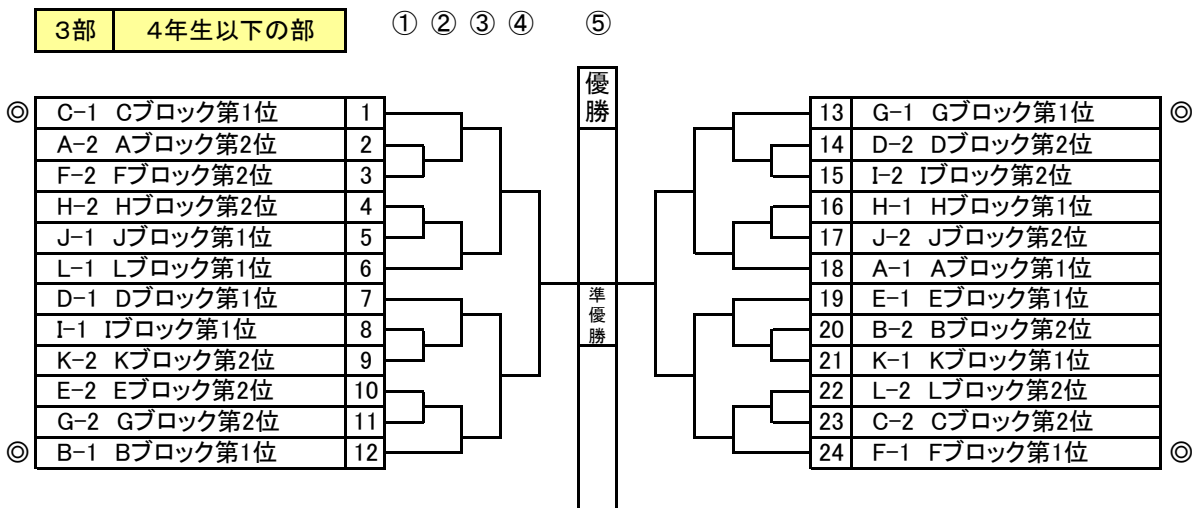 3部 4年生以下の部 ① ② ③ ④ ⑤
優勝
◎ C-1 Cブロック第1位 1
A-2 Aブロック第2位 2
F-2 Fブロック第2位 3
H-2 Hブロック第2位 4
J-1 Jブロック第1位 5
L-1 Lブロック第1位 6
D-1 Dブロック第1位 7
I-1 Iブロック第1位 8
K-2 Kブロック第2位 9
E-2 Eブロック第2位 10
G-2 Gブロック第2位 11
◎ B-1 Bブロック第1位 12
準優勝
13 G-1 Gブロック第1位 ◎
14 D-2 Dブロック第2位
15 I-2 Iブロック第2位
16 H-1 Hブロック第1位
17 J-2 Jブロック第2位
18 A-1 Aブロック第1位
19 E-1 Eブロック第1位
20 B-2 Bブロック第2位
21 K-1 Kブロック第1位
22 L-2 Lブロック第2位
23 C-2 Cブロック第2位
24 F-1 Fブロック第1位 ◎